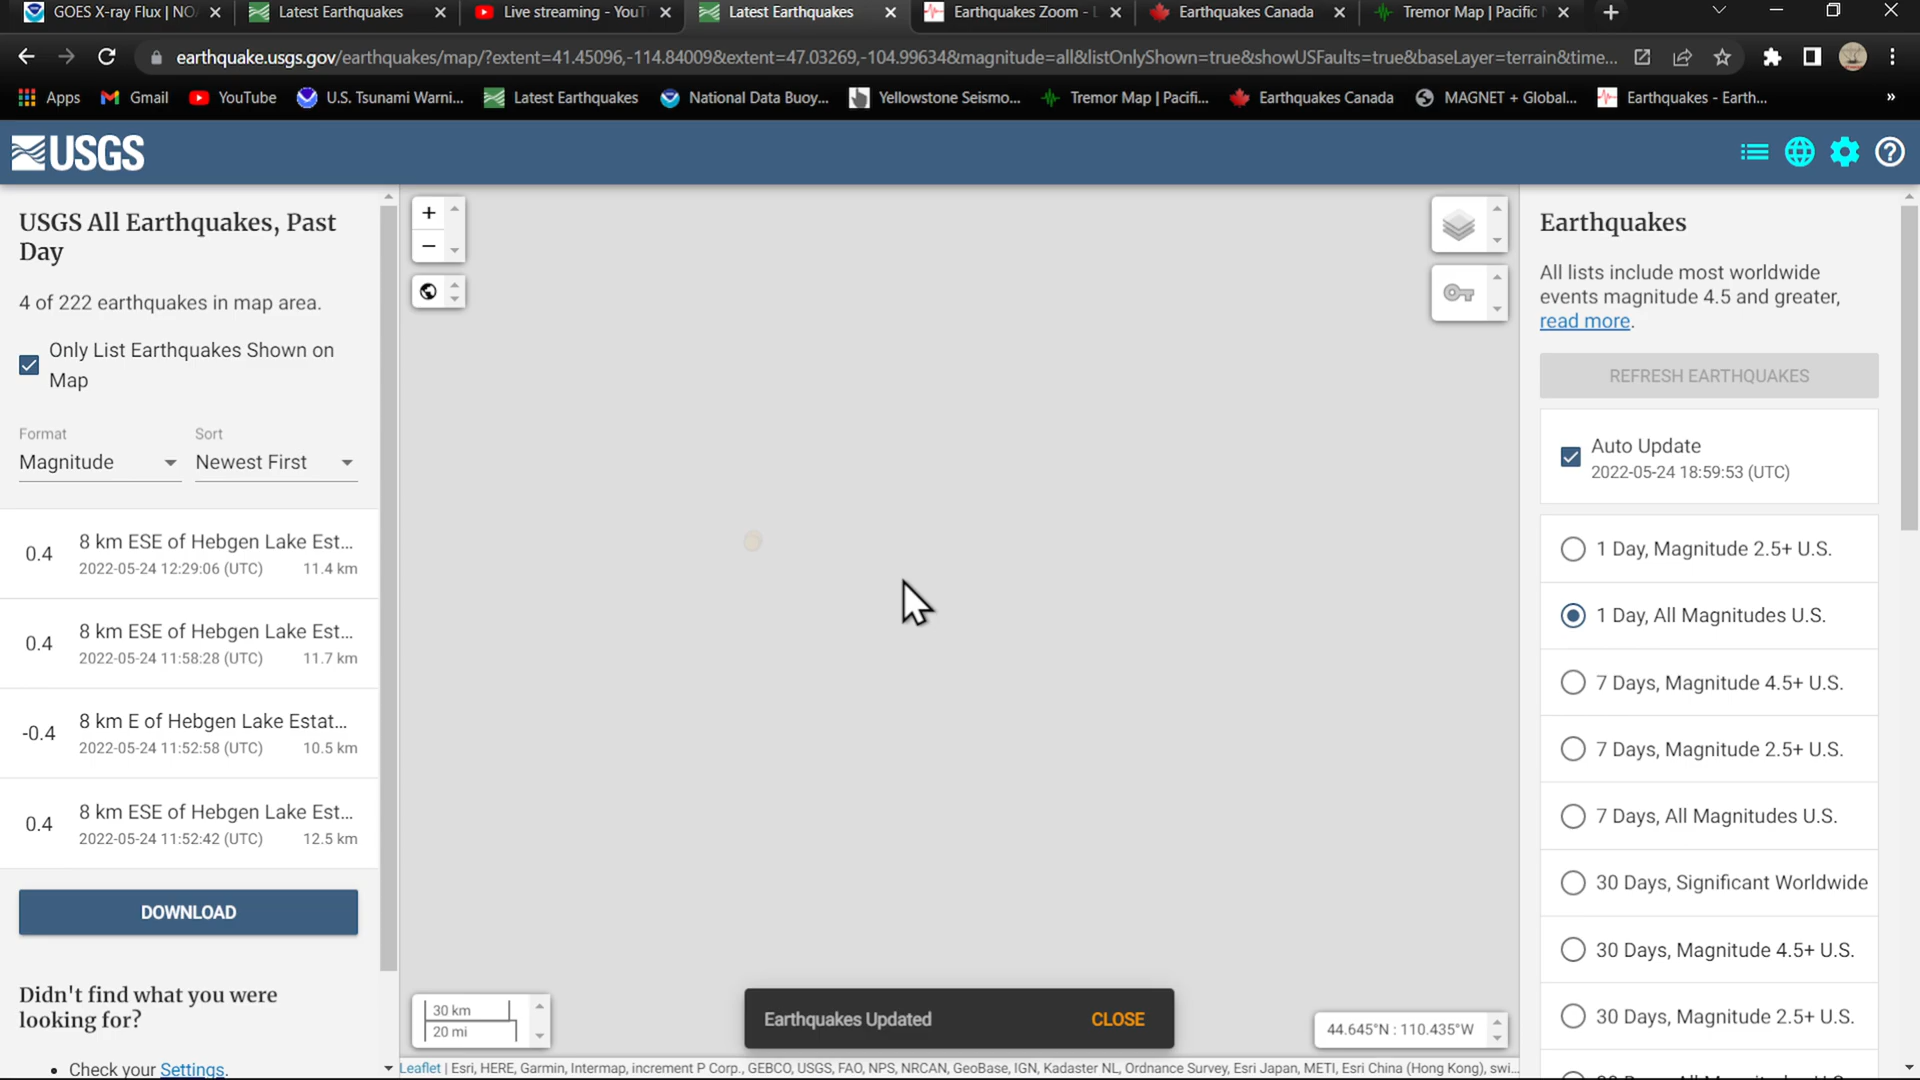 GOES X-ray Flux | NO
Latest Earthquakes
Live streaming - YouT
Latest Earthquakes
Earthquakes Zoom - L
Earthquakes Canada
Tremor Map | Pacific
earthquake.usgs.gov/earthquakes/map/?extent=41.45096,-114.84009&extent=47.03269,-104.99634&magnitude=all&listOnlyShown=true&showUSFaults=true&baseLayer=terrain&time...
Apps
Gmail
YouTube
U.S. Tsunami Warni...
Latest Earthquakes
National Data Buoy...
Yellowstone Seismo...
Tremor Map | Pacifi...
Earthquakes Canada
MAGNET + Global...
Earthquakes - Earth...
»
USGS
USGS All Earthquakes, Past
Day
4 of 222 earthquakes in map area.
Only List Earthquakes Shown on
Map
Format
Magnitude
Sort
Newest First
0.4
8 km ESE of Hebgen Lake Est...
2022-05-24 12:29:06 (UTC)
11.4 km
0.4
8 km ESE of Hebgen Lake Est...
2022-05-24 11:58:28 (UTC)
11.7 km
-0.4
8 km E of Hebgen Lake Estat...
2022-05-24 11:52:58 (UTC)
10.5 km
0.4
8 km ESE of Hebgen Lake Est...
2022-05-24 11:52:42 (UTC)
12.5 km
DOWNLOAD
Didn't find what you were
looking for?
• Check your Settings.
+
−
30 km
20 mi
Earthquakes Updated
CLOSE
44.645°N : 110.435°W
Leaflet | Esri, HERE, Garmin, Intermap, increment P Corp., GEBCO, USGS, FAO, NPS, NRCAN, GeoBase, IGN, Kadaster NL, Ordnance Survey, Esri Japan, METI, Esri China (Hong Kong), swi...
Earthquakes
All lists include most worldwide
events magnitude 4.5 and greater,
read more.
REFRESH EARTHQUAKES
Auto Update
2022-05-24 18:59:53 (UTC)
1 Day, Magnitude 2.5+ U.S.
1 Day, All Magnitudes U.S.
7 Days, Magnitude 4.5+ U.S.
7 Days, Magnitude 2.5+ U.S.
7 Days, All Magnitudes U.S.
30 Days, Significant Worldwide
30 Days, Magnitude 4.5+ U.S.
30 Days, Magnitude 2.5+ U.S.